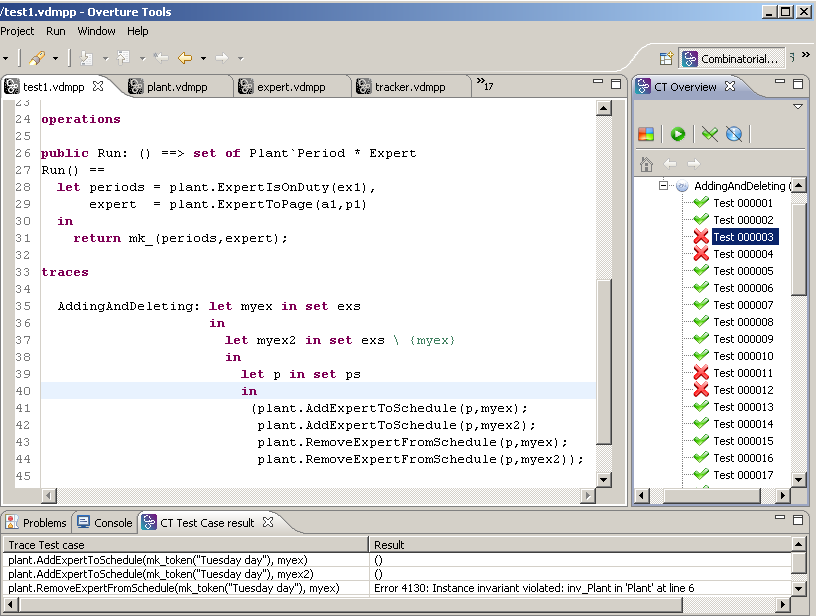 /test1.vdmpp - Overture Tools
Project Run Window Help
Combinatorial...
test1.vdmpp plant.vdmpp expert.vdmpp tracker.vdmpp »17
CT Overview
23
24 operations
25
26 public Run: () ==> set of Plant`Period * Expert
27 Run() ==
28 let periods = plant.ExpertIsOnDuty(ex1),
29 expert = plant.ExpertToPage(a1,p1)
30 in
31 return mk_(periods,expert);
32
33 traces
34
35 AddingAndDeleting: let myex in set exs
36 in
37 let myex2 in set exs \ {myex}
38 in
39 let p in set ps
40 in
41 (plant.AddExpertToSchedule(p,myex);
42 plant.AddExpertToSchedule(p,myex2);
43 plant.RemoveExpertFromSchedule(p,myex);
44 plant.RemoveExpertFromSchedule(p,myex2));
45
AddingAndDeleting (
Test 000001
Test 000002
Test 000003
Test 000004
Test 000005
Test 000006
Test 000007
Test 000008
Test 000009
Test 000010
Test 000011
Test 000012
Test 000013
Test 000014
Test 000015
Test 000016
Test 000017
Problems Console CT Test Case result
Trace Test case Result
plant.AddExpertToSchedule(mk_token("Tuesday day"), myex) ()
plant.AddExpertToSchedule(mk_token("Tuesday day"), myex2) ()
plant.RemoveExpertFromSchedule(mk_token("Tuesday day"), myex) Error 4130: Instance invariant violated: inv_Plant in 'Plant' at line 6